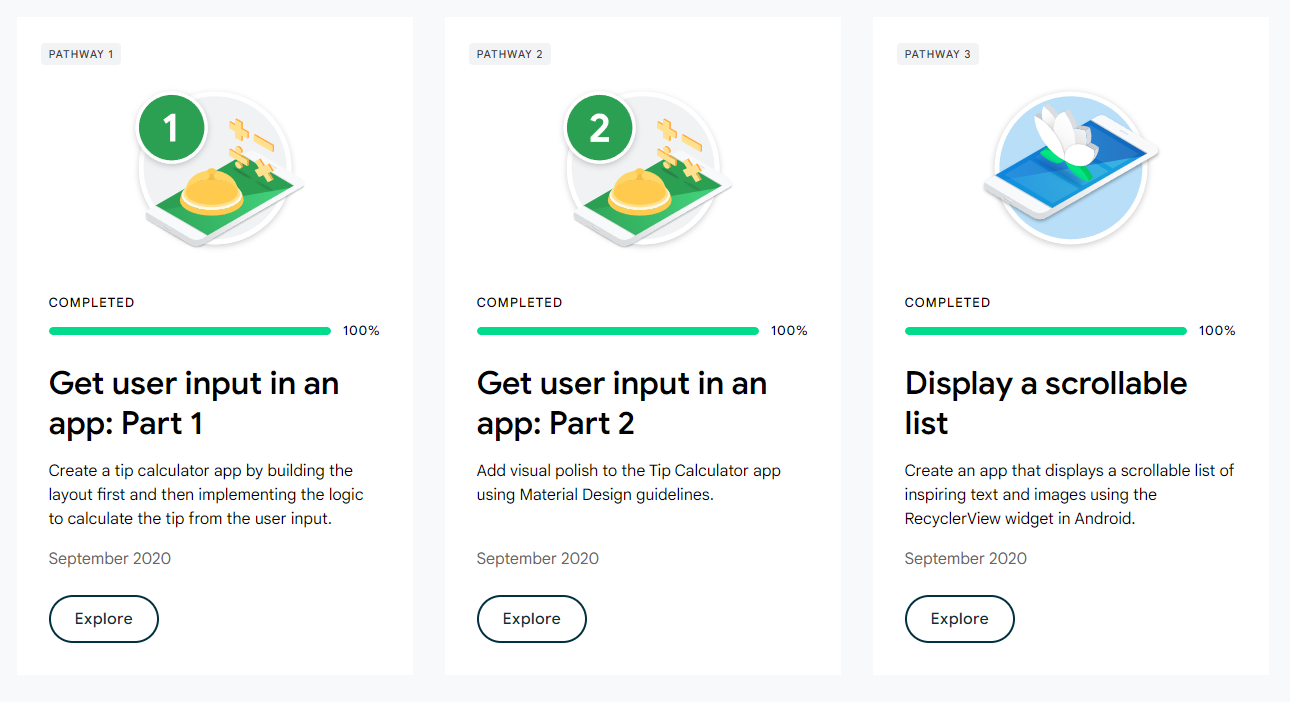 PATHWAY 1
1
COMPLETED
100%
Get user input in an
app: Part 1
Create a tip calculator app by building the
layout first and then implementing the logic
to calculate the tip from the user input.
September 2020
Explore
PATHWAY 2
2
COMPLETED
100%
Get user input in an
app: Part 2
Add visual polish to the Tip Calculator app
using Material Design guidelines.
September 2020
Explore
PATHWAY 3
COMPLETED
100%
Display a scrollable
list
Create an app that displays a scrollable list of
inspiring text and images using the
RecyclerView widget in Android.
September 2020
Explore